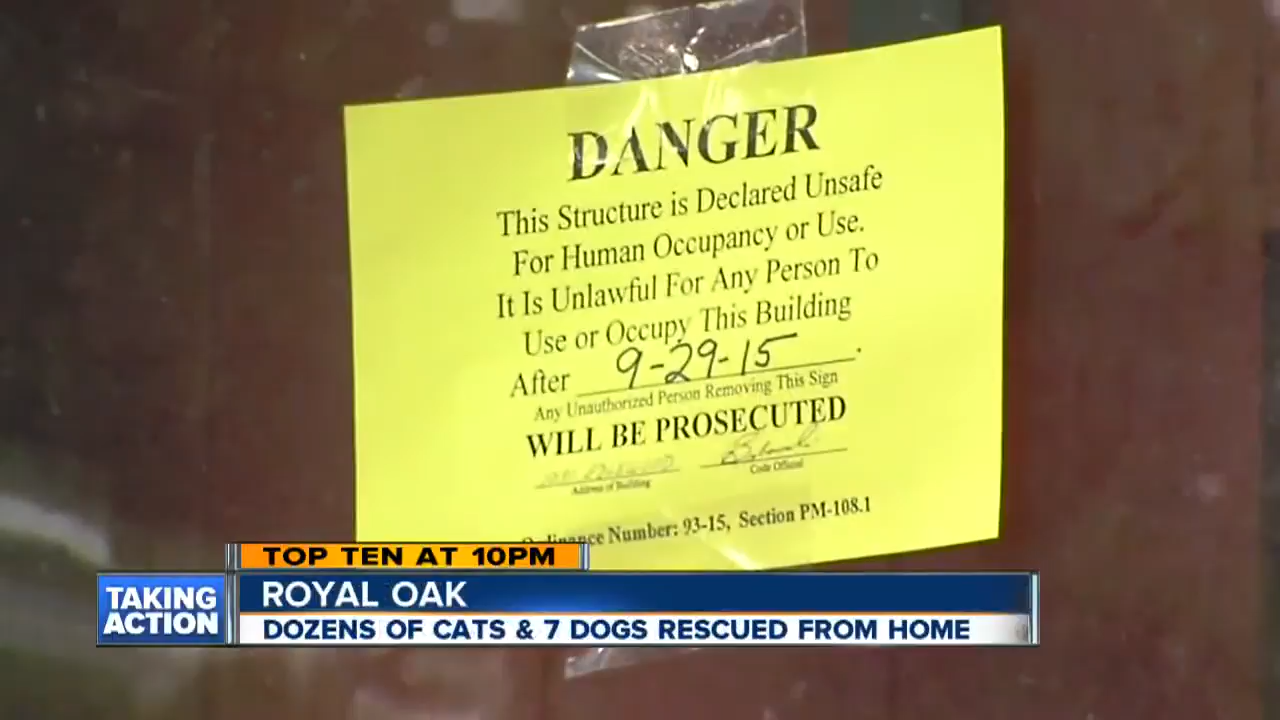 DANGER
This Structure is Declared Unsafe
For Human Occupancy or Use.
It Is Unlawful For Any Person To
Use or Occupy This Building
After 9-29-15.
Any Unauthorized Person Removing This Sign
WILL BE PROSECUTED
Address of Building Code Official
Ordinance Number: 93-15, Section PM-108.1
TOP TEN AT 10PM
TAKING ACTION
ROYAL OAK
DOZENS OF CATS & 7 DOGS RESCUED FROM HOME